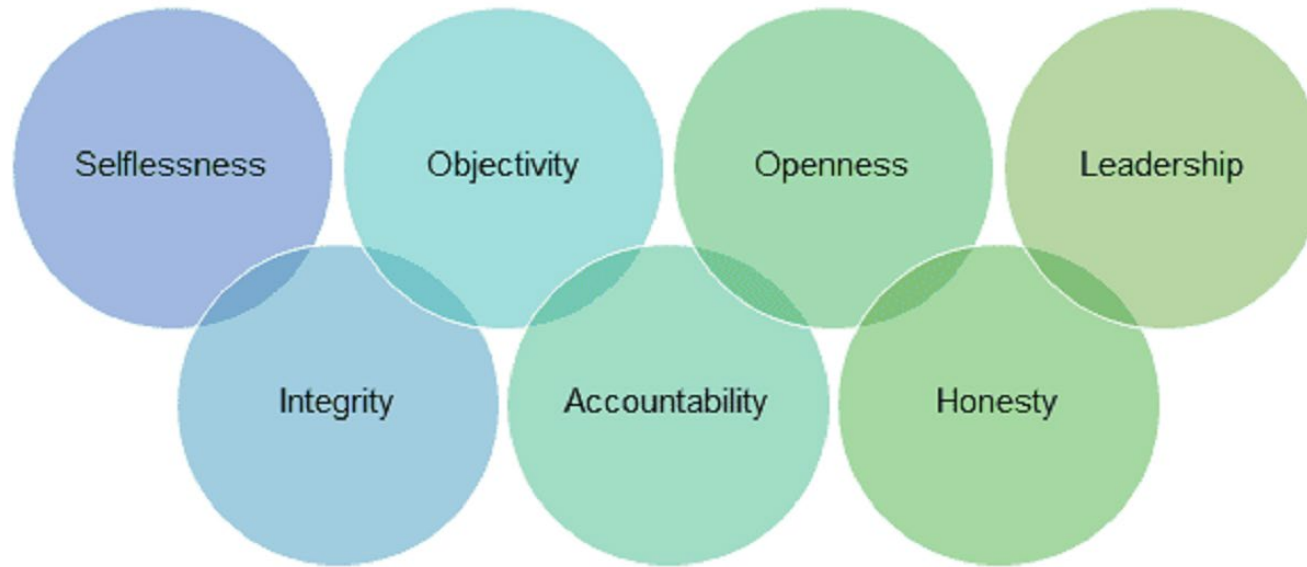 Selflessness
Objectivity
Openness
Leadership
Integrity
Accountability
Honesty